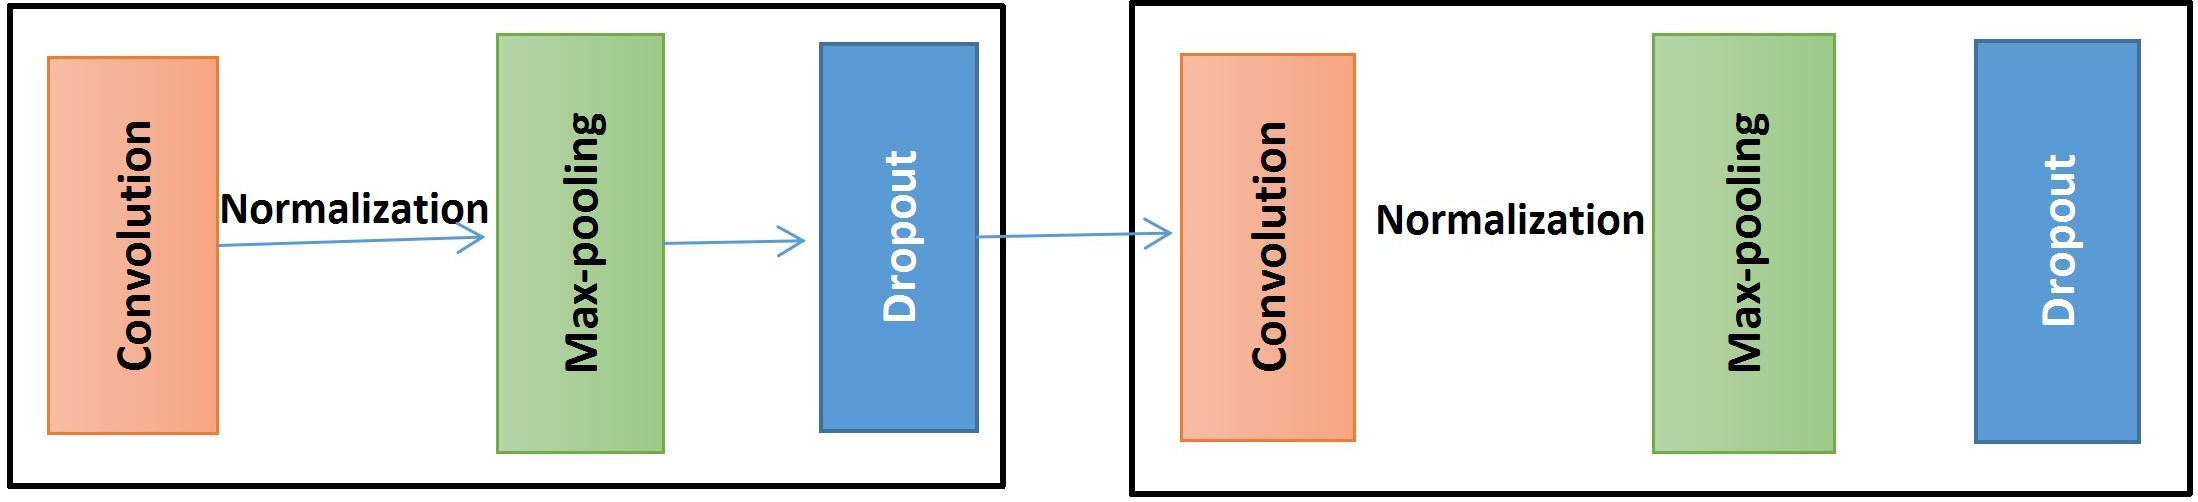 Convolution
Normalization
Max-pooling
Dropout
Convolution
Normalization
Max-pooling
Dropout